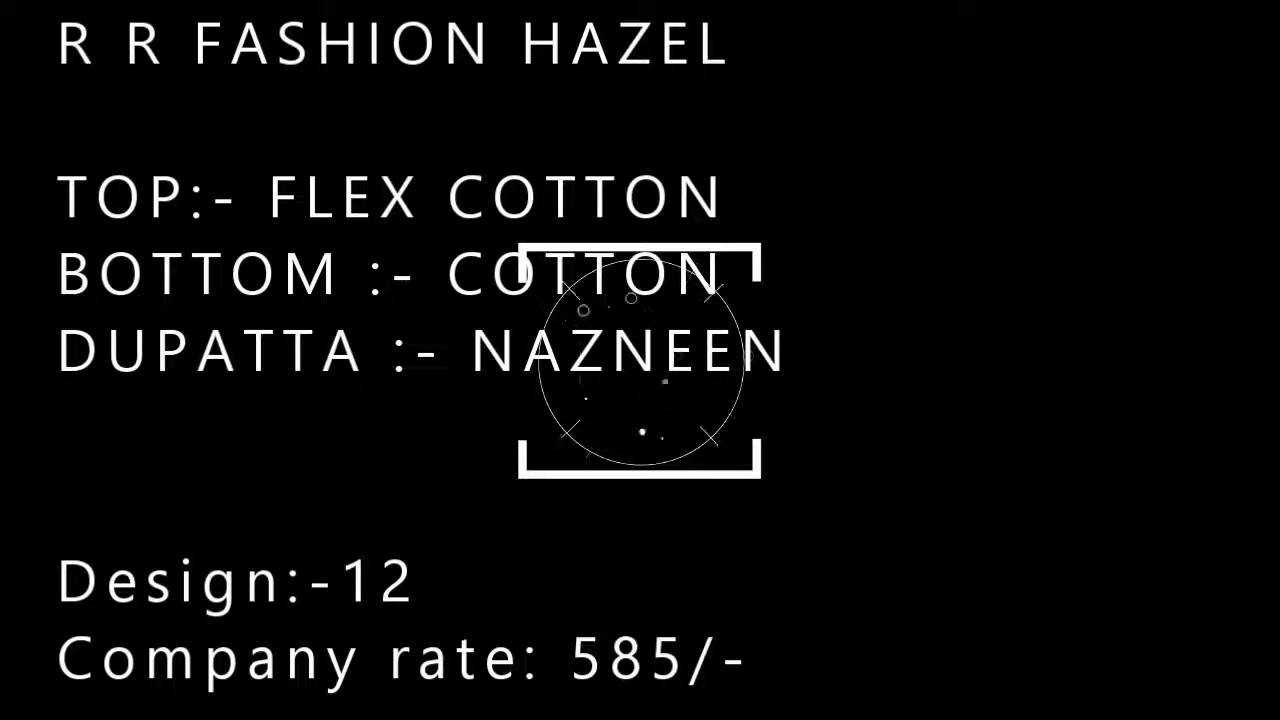 R R FASHION HAZEL
TOP:- FLEX COTTON
BOTTOM :- COTTON
DUPATTA :- NAZNEEN
Design:-12
Company rate: 585/-